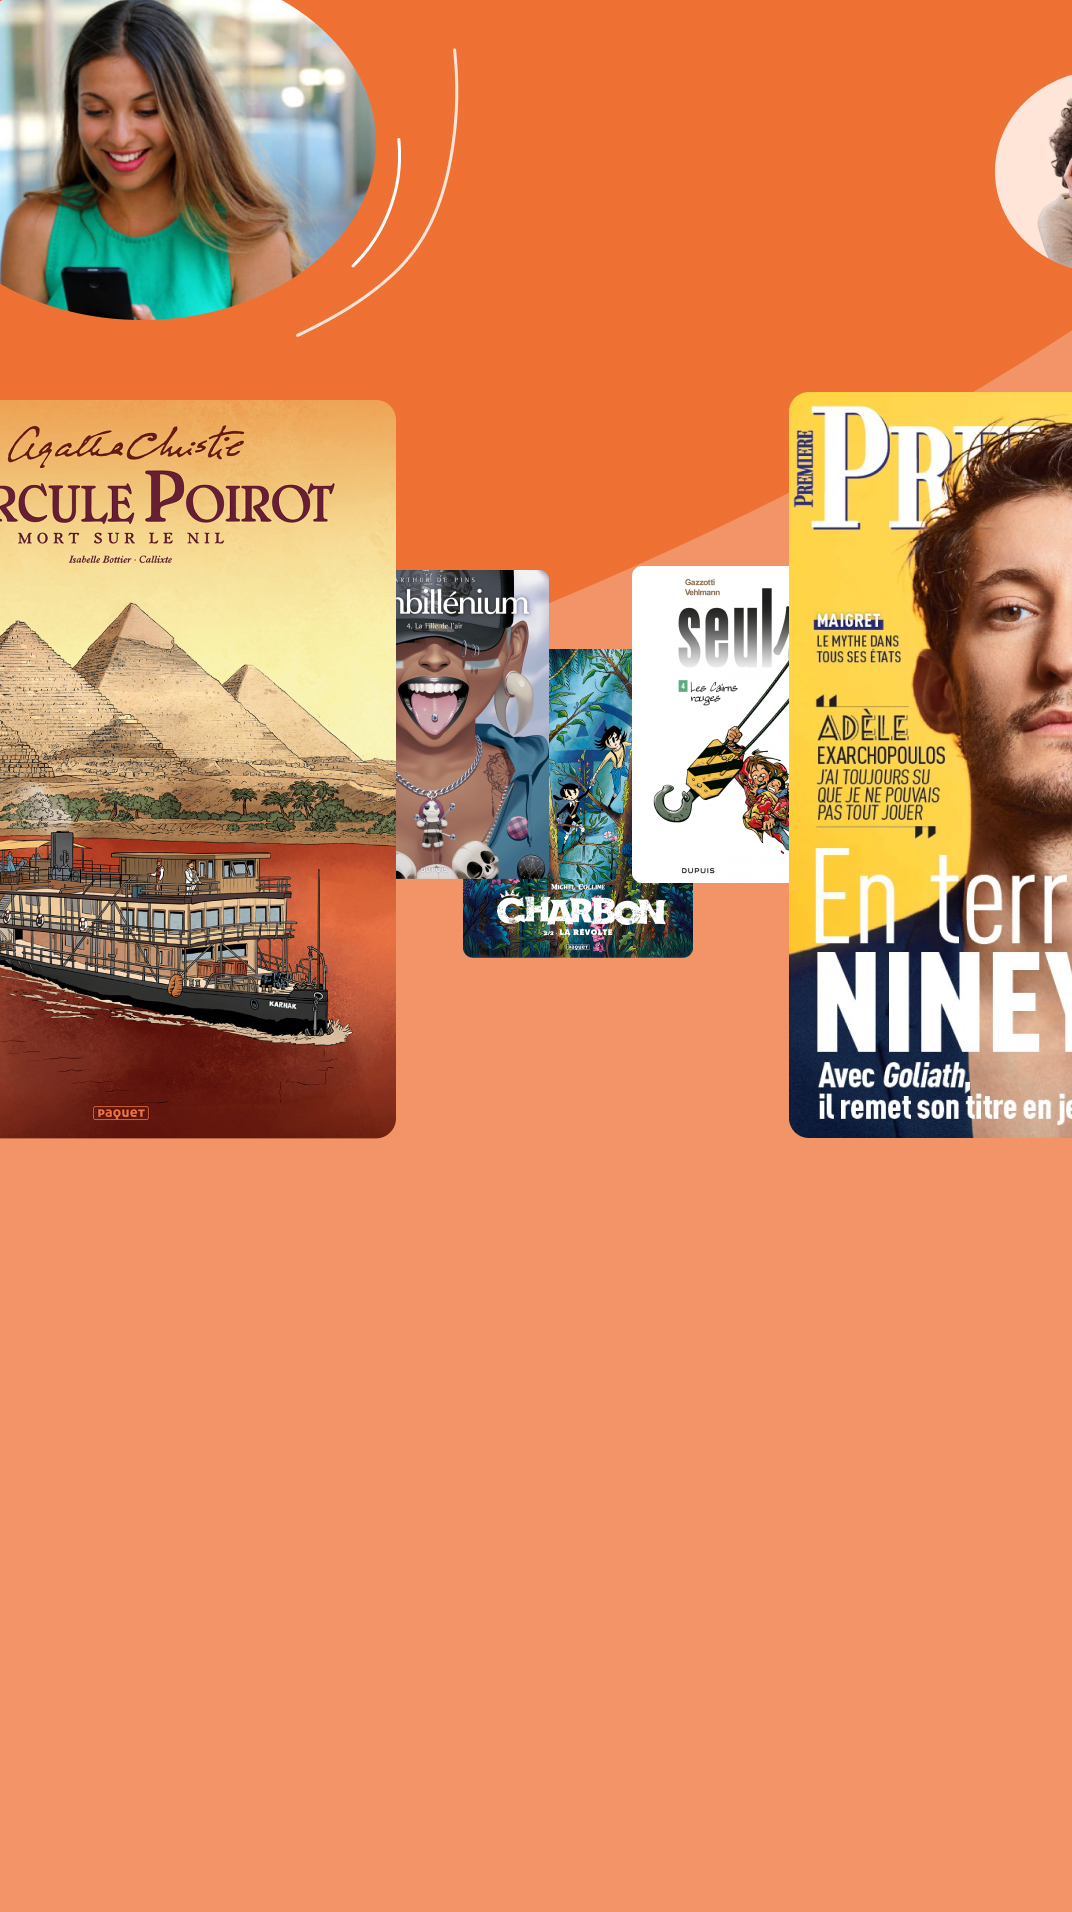 Agatha Christie
RCULE POIROT
MORT SUR LE NIL
Isabelle Bottier - Callixte
KARNAK
PAQUET
ARTHUR DE PINS
mbillénium
4. La Fille de l'air
DUPUIS
MICHEL COLLINE
CHARBON
2/2 · LA RÉVOLTE
PAQUET
Gazzotti
Vehlmann
seul
4 Les Cairns
rouges
DUPUIS
PREMIERE
PR
MAIGRET
LE MYTHE DANS
TOUS SES ÉTATS
“
ADÈLE
EXARCHOPOULOS
J'AI TOUJOURS SU
QUE JE NE POUVAIS
PAS TOUT JOUER
”
En terr
NINEY
Avec Goliath,
il remet son titre en je